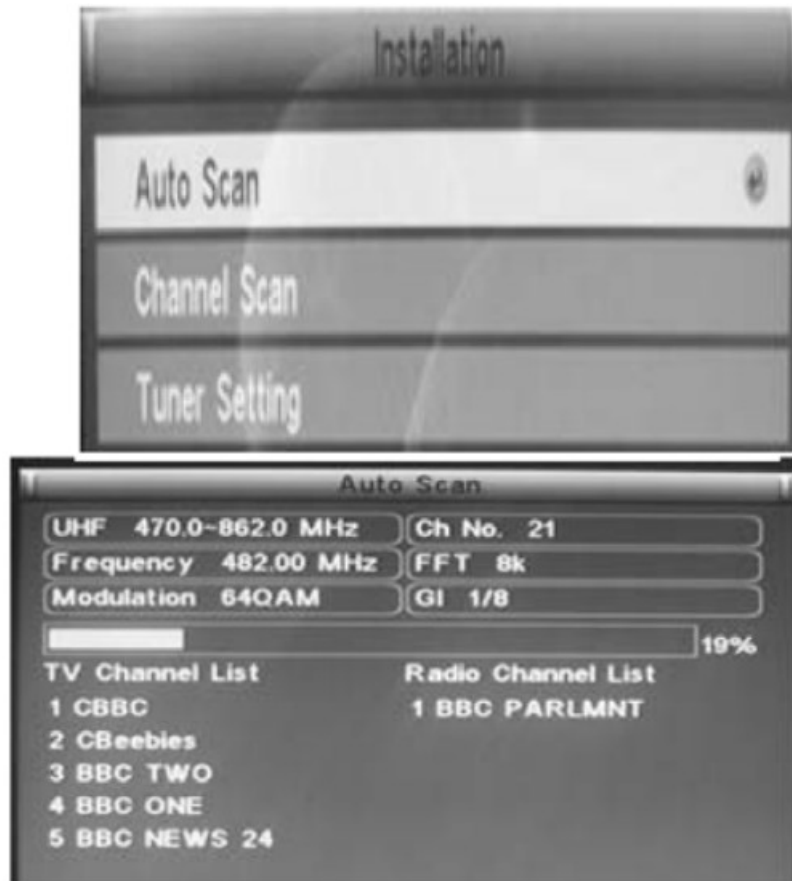 Installation
Auto Scan
Channel Scan
Tuner Setting
Auto Scan
UHF 470.0~862.0 MHz Ch No. 21
Frequency 482.00 MHz FFT 8k
Modulation 64QAM GI 1/8
19%
TV Channel List Radio Channel List
1 CBBC 1 BBC PARLMNT
2 CBeebies
3 BBC TWO
4 BBC ONE
5 BBC NEWS 24